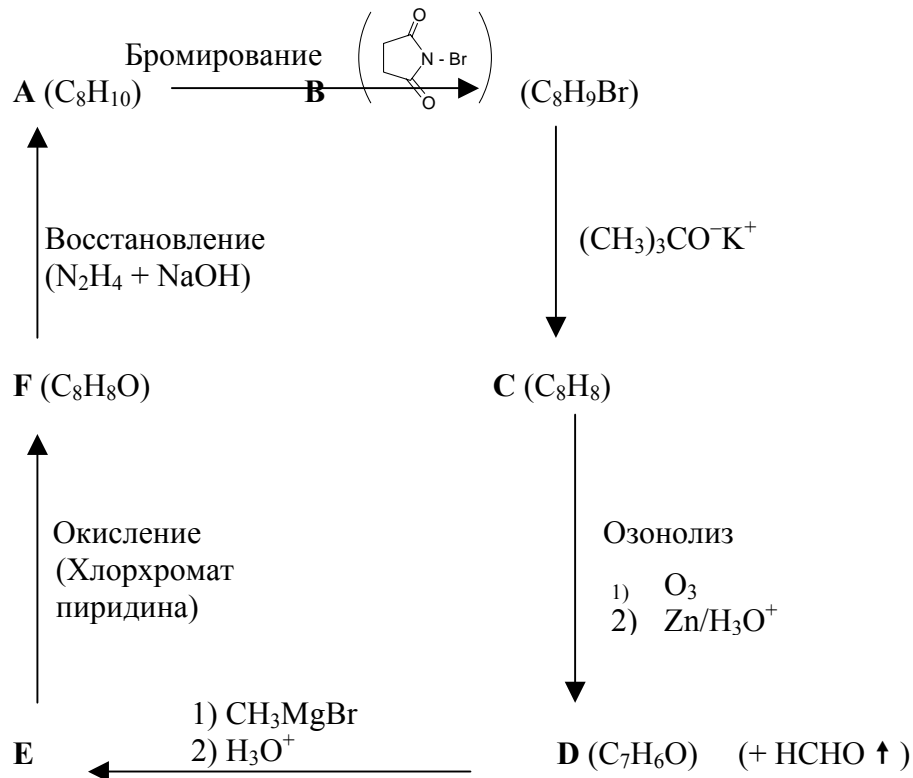 Бромирование
O
N - Br
O
A (C₈H₁₀) B (C₈H₉Br)
Восстановление
(N₂H₄ + NaOH)
(CH₃)₃CO⁻K⁺
F (C₈H₈O) C (C₈H₈)
Окисление
(Хлорхромат
пиридина)
Озонолиз
1) O₃
2) Zn/H₃O⁺
1) CH₃MgBr
2) H₃O⁺
E D (C₇H₆O) (+ HCHO ↑ )